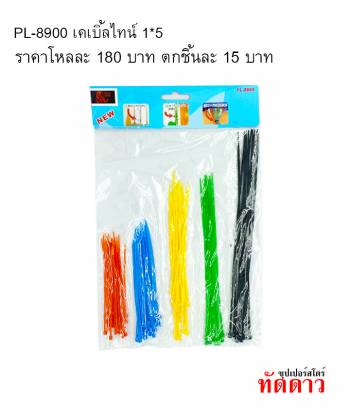 PL-8900 เคเบิ้ลไทน์ 1*5
ราคาโหลละ 180 บาท ตกชิ้นละ 15 บาท
PL-8900
NEW
ซุปเปอร์สโตร์
ทัดดาว